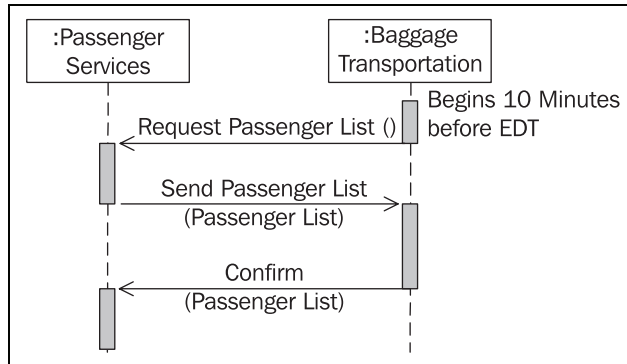 :Passenger
Services
:Baggage
Transportation
Begins 10 Minutes
before EDT
Request Passenger List ()
Send Passenger List
(Passenger List)
Confirm
(Passenger List)